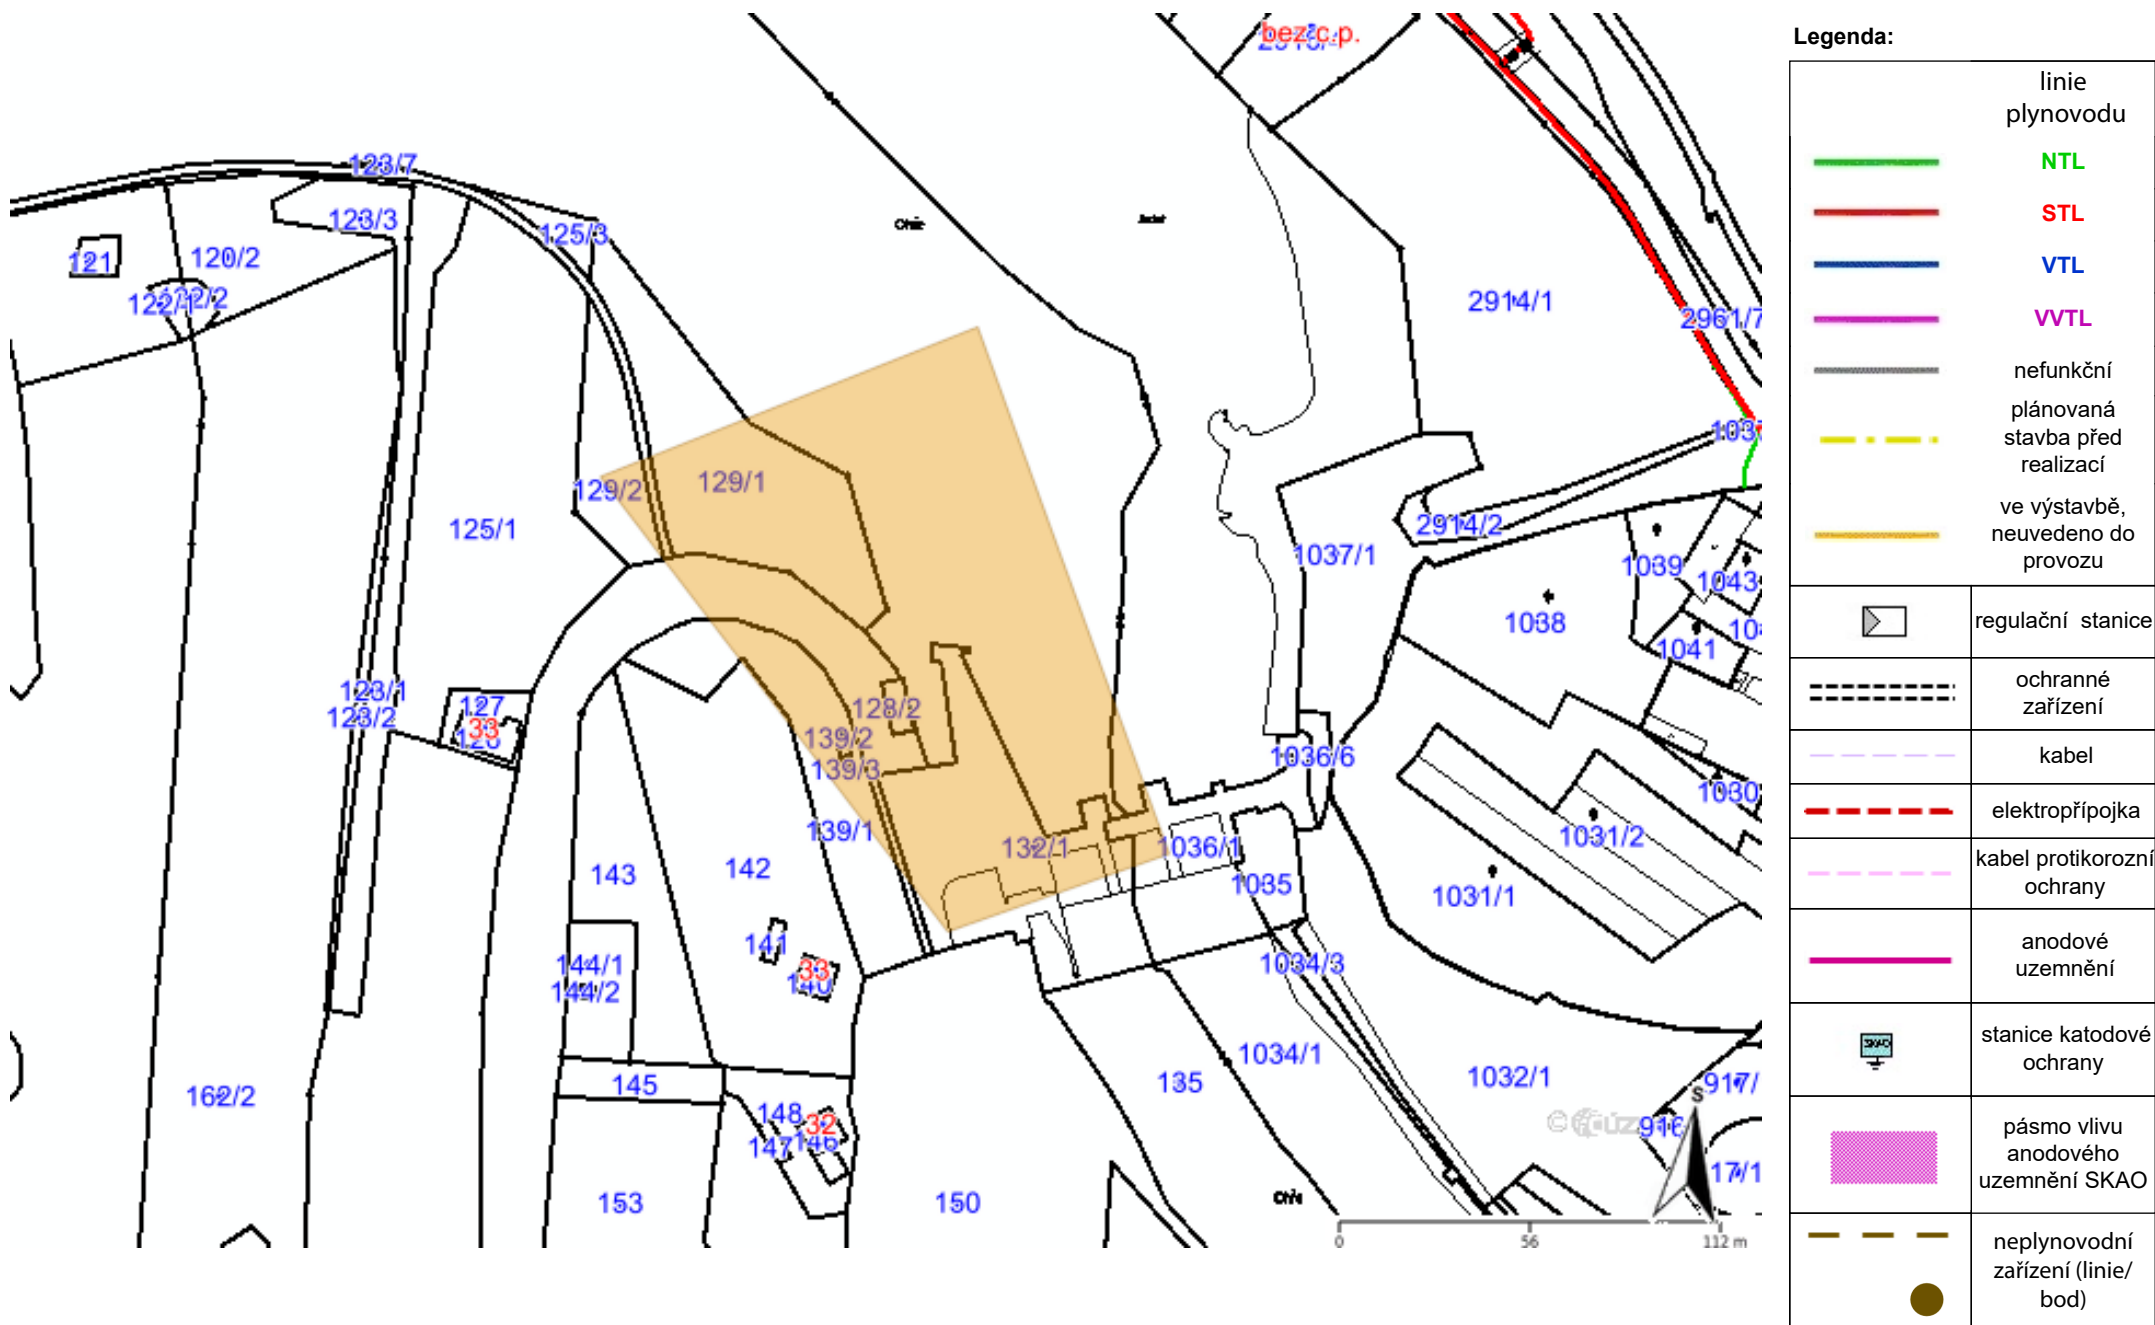 Legenda:
linie
plynovodu
NTL
STL
VTL
VVTL
nefunkční
plánovaná
stavba před
realizací
ve výstavbě,
neuvedeno do
provozu
regulační stanice
ochranné
zařízení
kabel
elektropřípojka
kabel protikorozní
ochrany
anodové
uzemnění
SKAO
stanice katodové
ochrany
pásmo vlivu
anodového
uzemnění SKAO
neplynovodní
zařízení (linie/
bod)
bez č.p.
123/7
123/3
125/3
121
120/2
122/1
122/2
2914/1
2961/7
129/2
129/1
125/1
2914/2
1037/1
1039
1043
1038
1041
123/1
123/2
127
33
128/2
139/2
139/3
1036/6
1030
139/1
132/1
1036/1
1031/2
143
142
1035
1031/1
141
33
140
144/1
144/2
1034/3
1034/1
135
1032/1
917/
145
162/2
148
32
147
146
916
17/1
153
150
Ohře
S
0
56
112 m